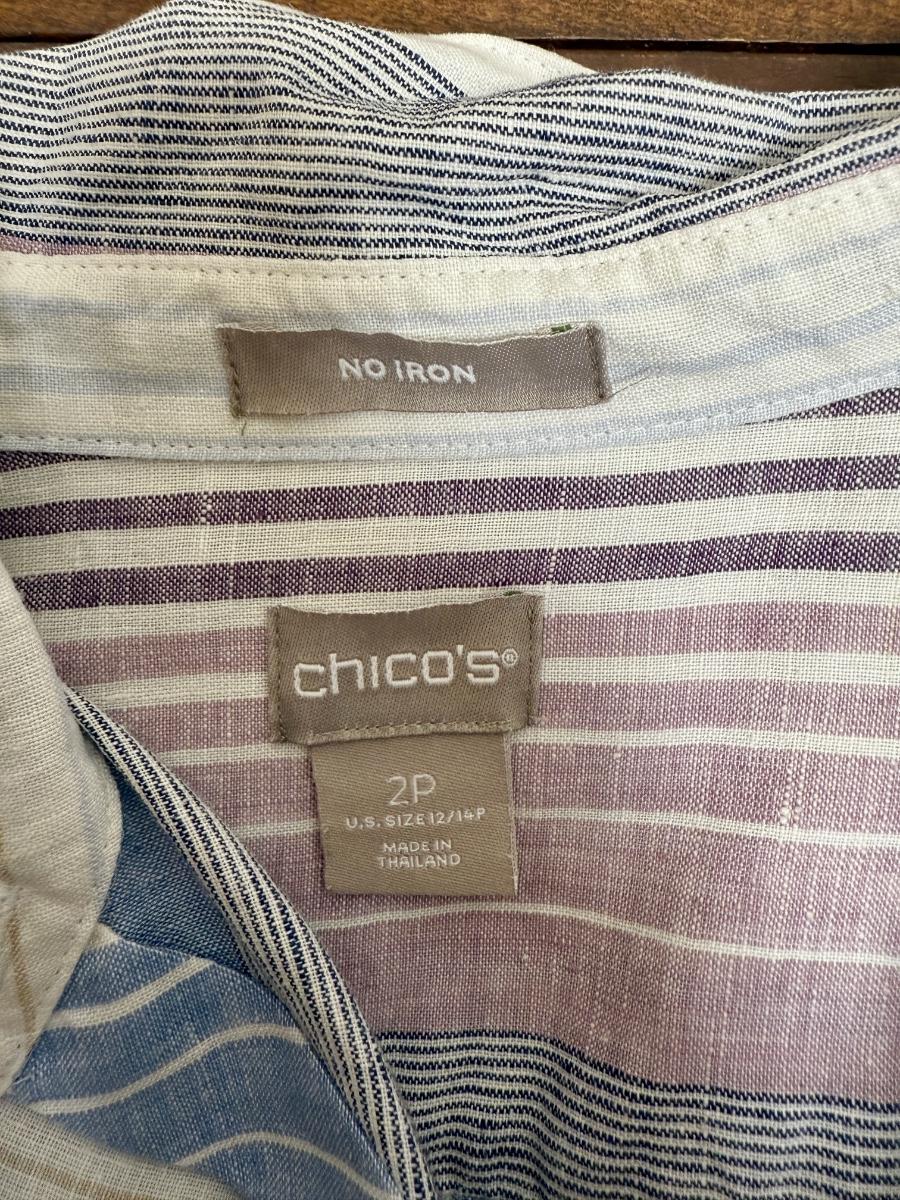 NO IRON
chico's®
2P
U.S. SIZE 12/14P
MADE IN
THAILAND